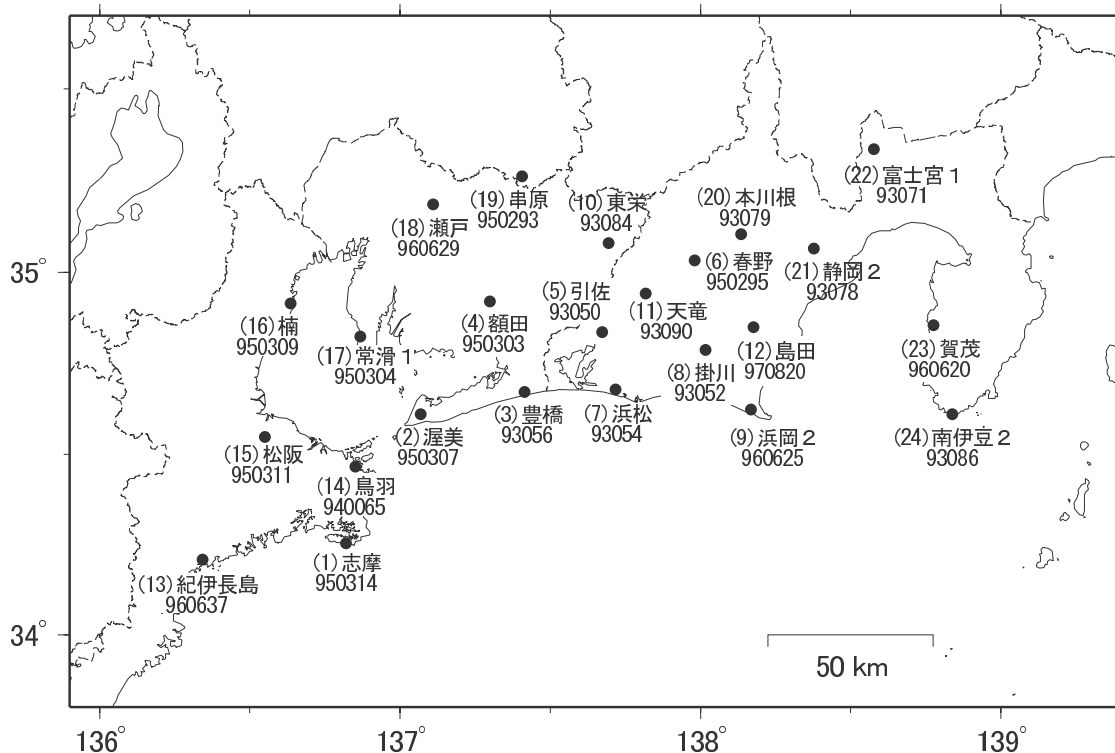 (22) 富士宮 1
93071
(19) 串原
950293
(10) 東栄
93084
(20) 本川根
93079
(18) 瀬戸
960629
35°
(6) 春野
950295
(21) 静岡 2
93078
(5) 引佐
93050
(11) 天竜
93090
(16) 楠
950309
(4) 額田
950303
(17) 常滑 1
950304
(12) 島田
970820
(23) 賀茂
960620
(8) 掛川
93052
(2) 渥美
950307
(3) 豊橋
93056
(7) 浜松
93054
(9) 浜岡 2
960625
(24) 南伊豆 2
93086
(15) 松阪
950311
(14) 鳥羽
940065
(1) 志摩
950314
(13) 紀伊長島
960637
34°
50 km
136° 137° 138° 139°